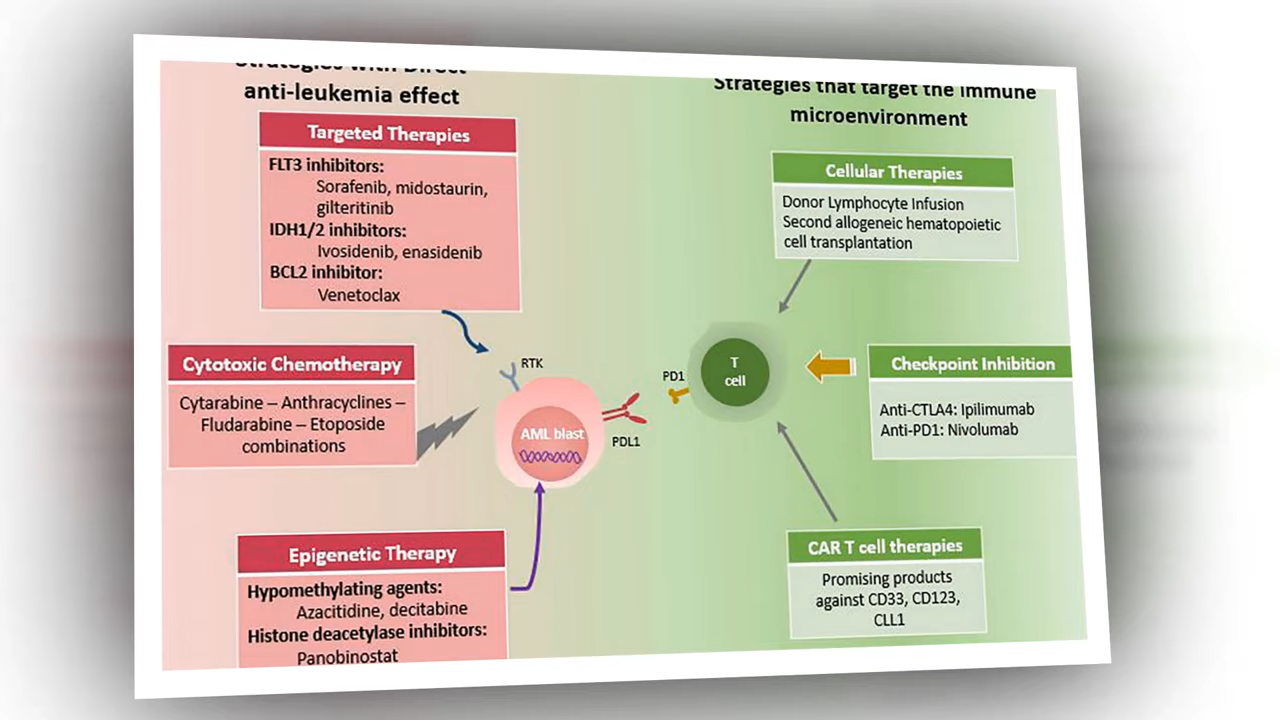 Strategies with Direct
anti-leukemia effect
Targeted Therapies
FLT3 inhibitors:
Sorafenib, midostaurin,
gilteritinib
IDH1/2 inhibitors:
Ivosidenib, enasidenib
BCL2 inhibitor:
Venetoclax
Cytotoxic Chemotherapy
Cytarabine – Anthracyclines –
Fludarabine – Etoposide
combinations
Epigenetic Therapy
Hypomethylating agents:
Azacitidine, decitabine
Histone deacetylase inhibitors:
Panobinostat
RTK
AML blast
PDL1
PD1
T
cell
Strategies that target the immune
microenvironment
Cellular Therapies
Donor Lymphocyte Infusion
Second allogeneic hematopoietic
cell transplantation
Checkpoint Inhibition
Anti-CTLA4: Ipilimumab
Anti-PD1: Nivolumab
CAR T cell therapies
Promising products
against CD33, CD123,
CLL1